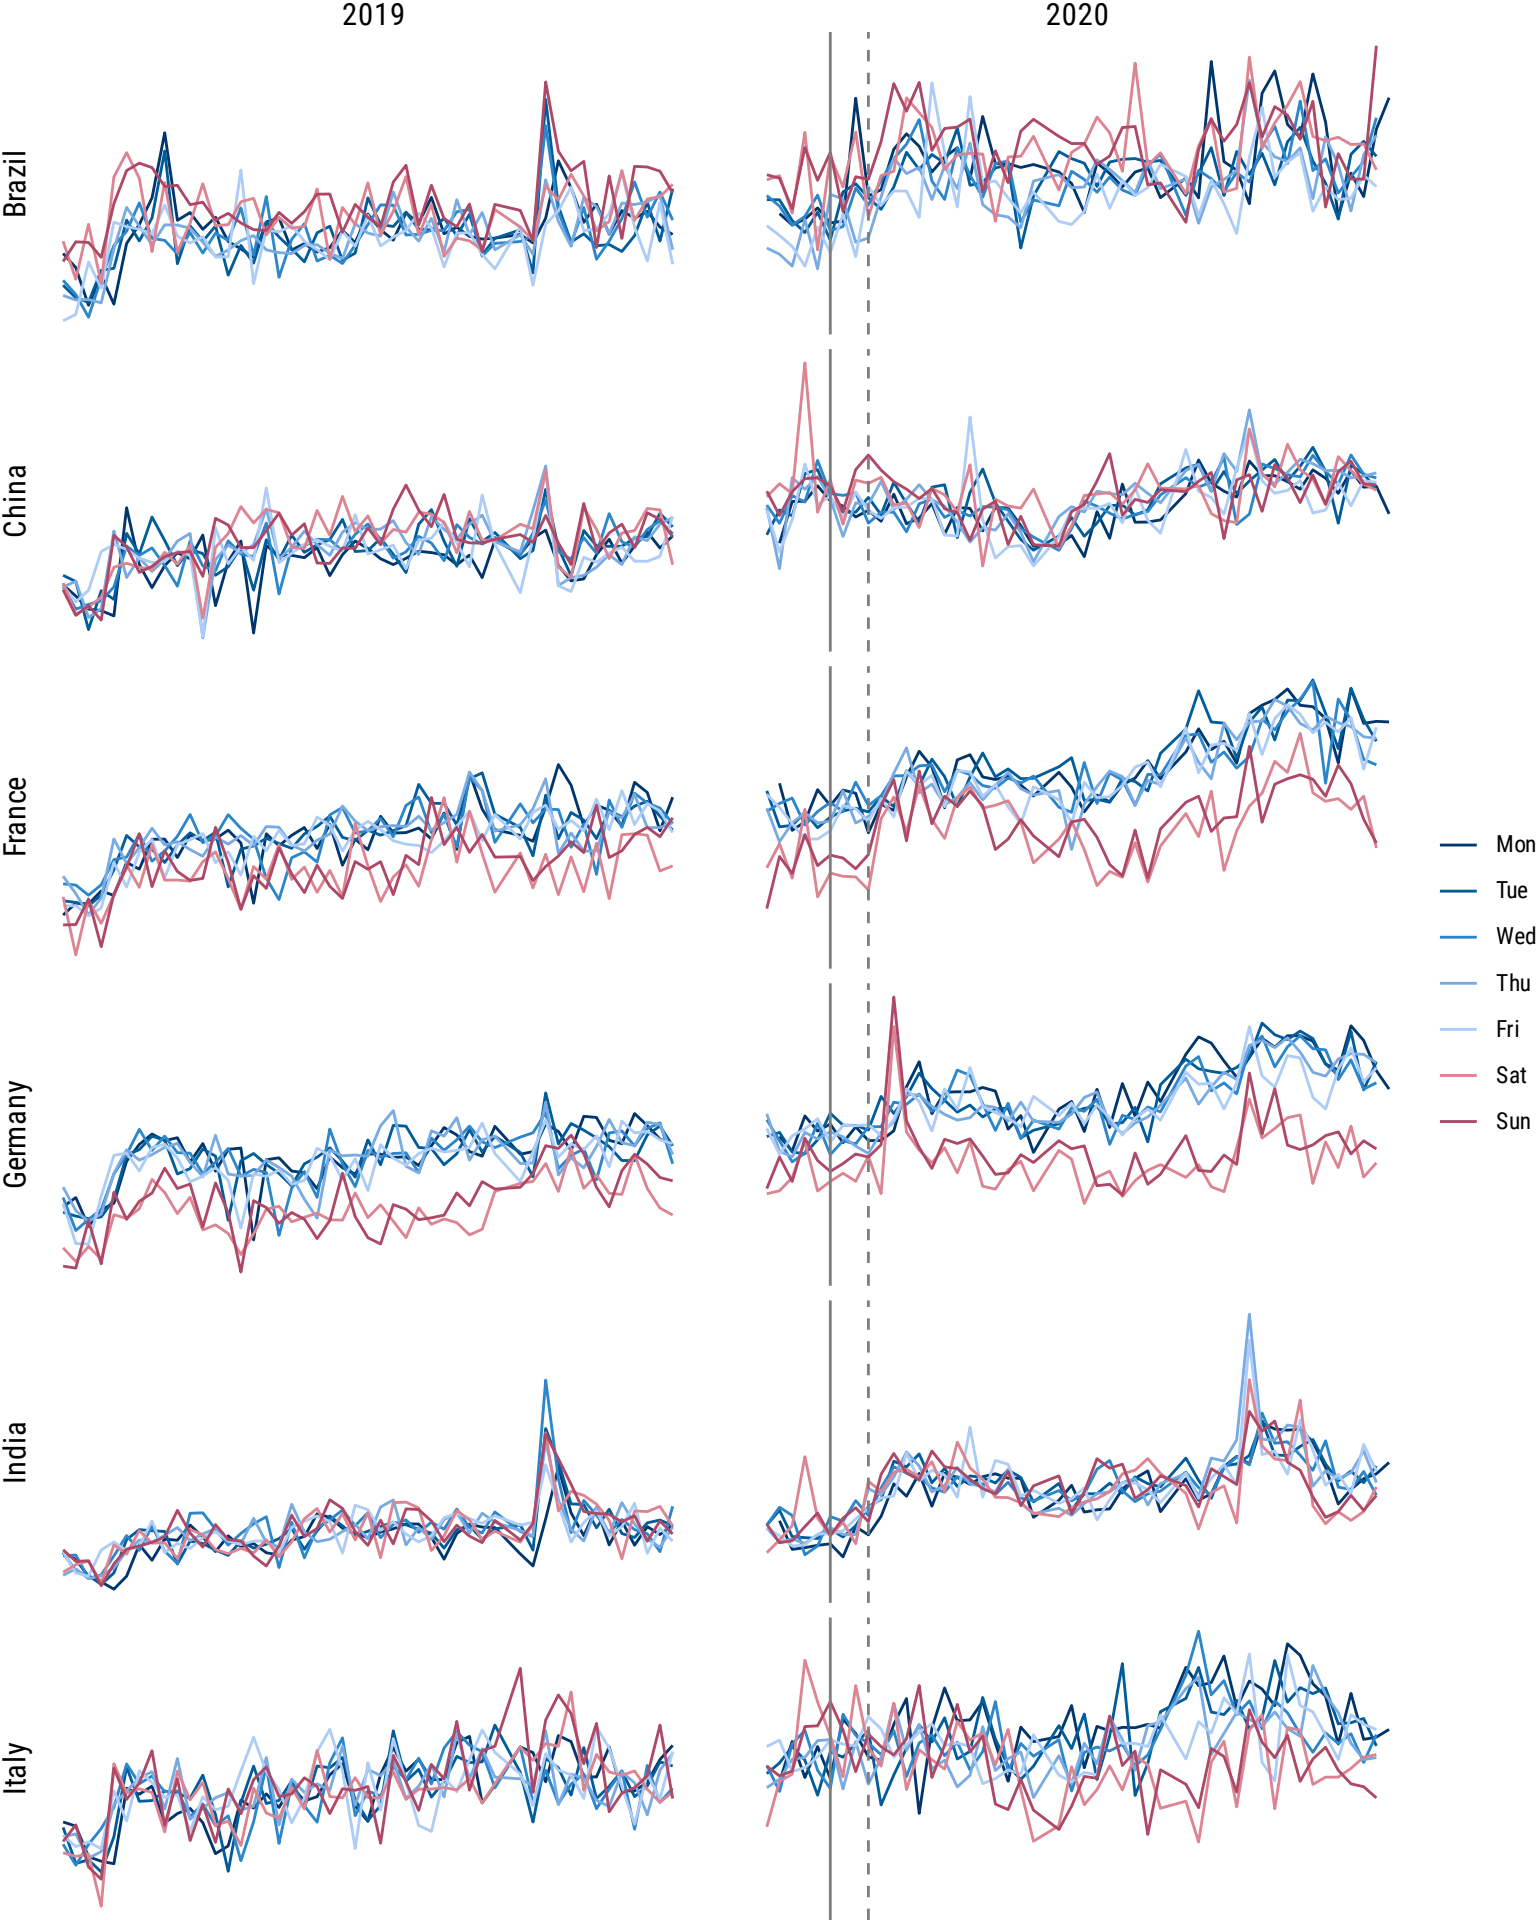 2019
2020
Brazil
China
France
Germany
India
Italy
Mon
Tue
Wed
Thu
Fri
Sat
Sun